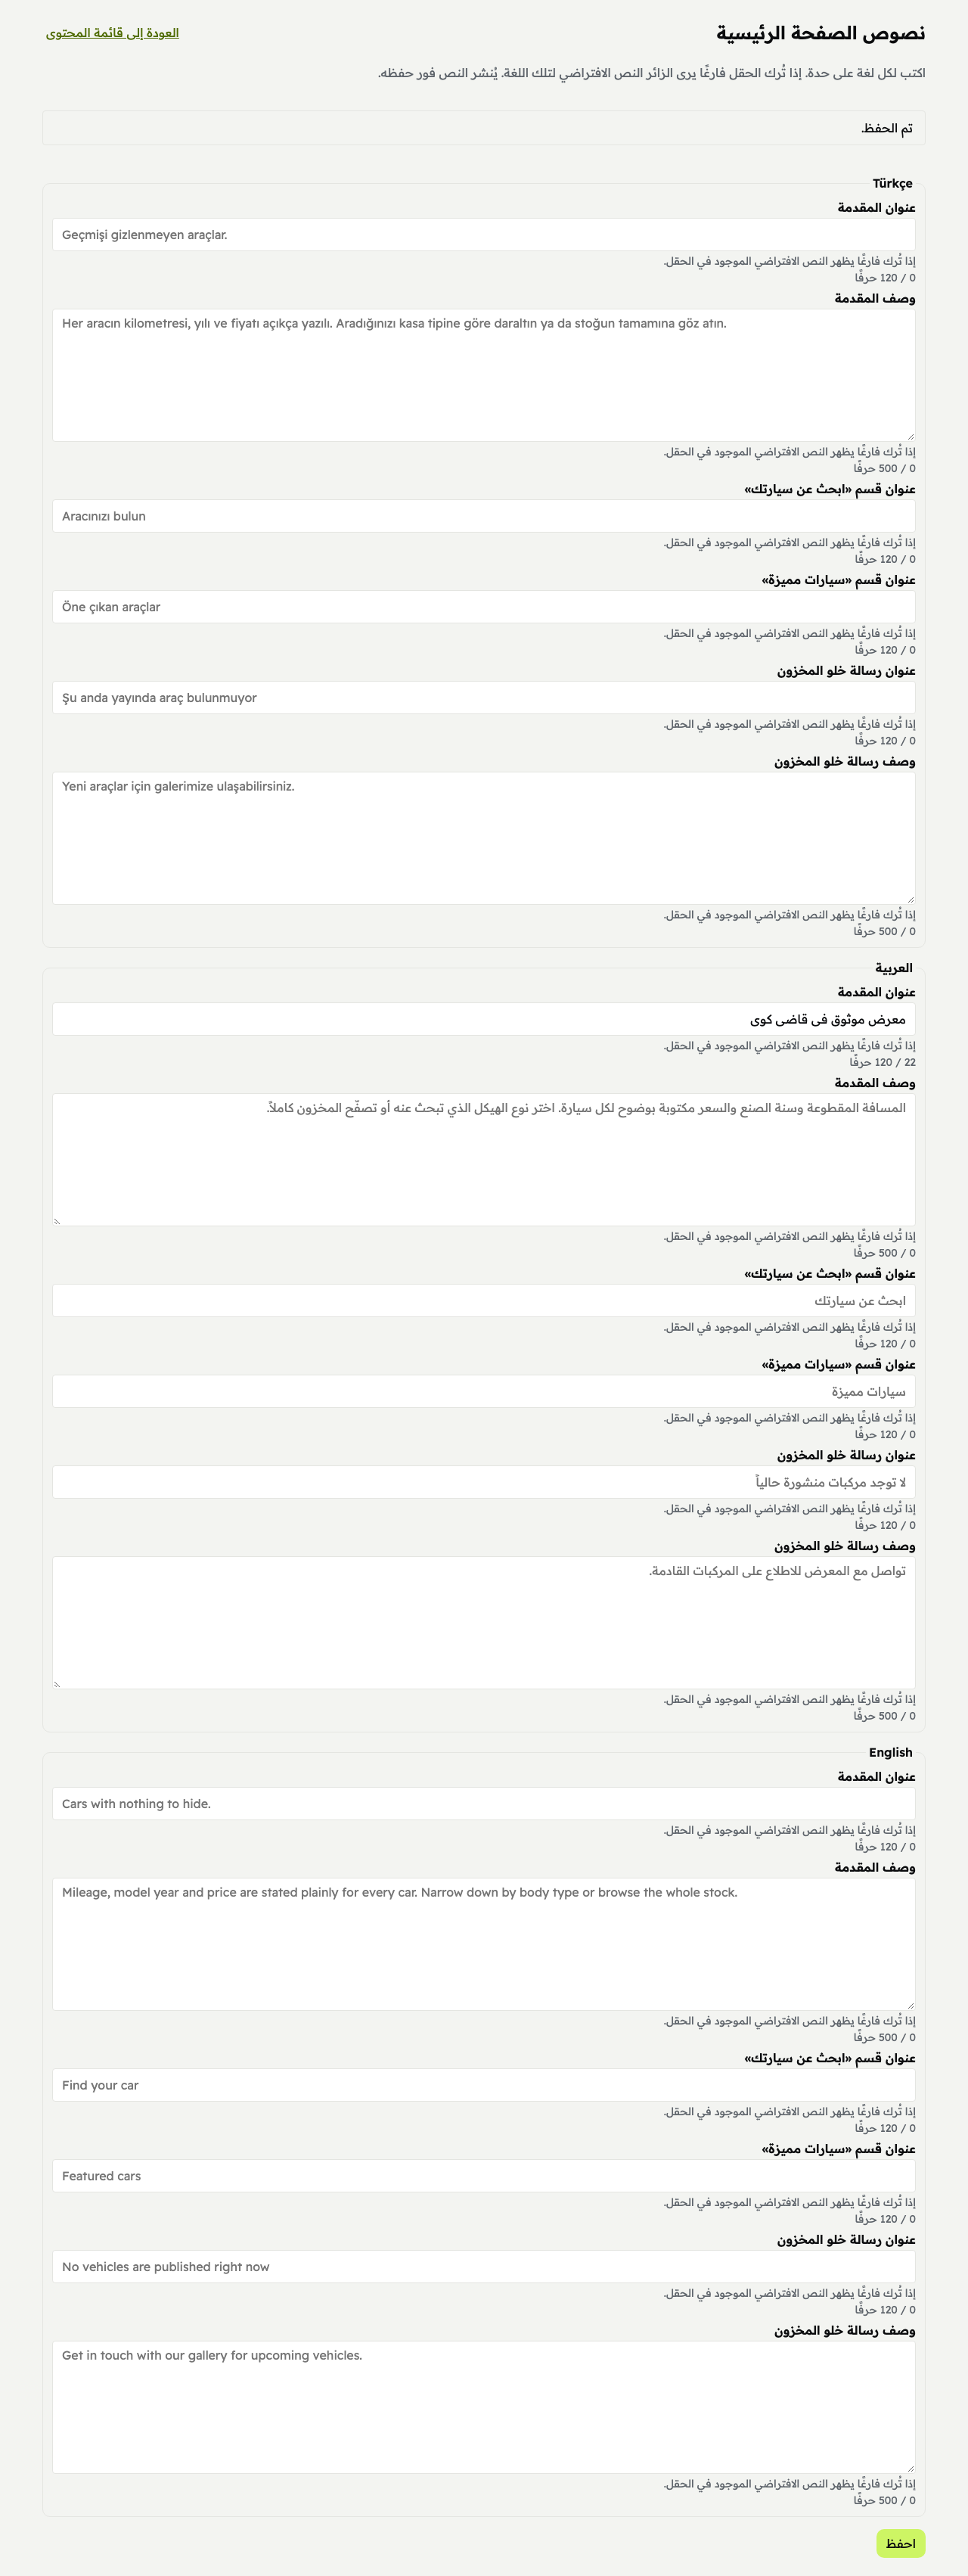 نصوص الصفحة الرئيسية
العودة إلى قائمة المحتوى
اكتب لكل لغة على حدة. إذا تُرك الحقل فارغًا يرى الزائر النص الافتراضي لتلك اللغة. يُنشر النص فور حفظه.
تم الحفظ.
Türkçe
عنوان المقدمة
Geçmişi gizlenmeyen araçlar.
إذا تُرك فارغًا يظهر النص الافتراضي الموجود في الحقل.
0 / 120 حرفًا
وصف المقدمة
Her aracın kilometresi, yılı ve fiyatı açıkça yazılı. Aradığınızı kasa tipine göre daraltın ya da stoğun tamamına göz atın.
إذا تُرك فارغًا يظهر النص الافتراضي الموجود في الحقل.
0 / 500 حرفًا
عنوان قسم «ابحث عن سيارتك»
Aracınızı bulun
إذا تُرك فارغًا يظهر النص الافتراضي الموجود في الحقل.
0 / 120 حرفًا
عنوان قسم «سيارات مميزة»
Öne çıkan araçlar
إذا تُرك فارغًا يظهر النص الافتراضي الموجود في الحقل.
0 / 120 حرفًا
عنوان رسالة خلو المخزون
Şu anda yayında araç bulunmuyor
إذا تُرك فارغًا يظهر النص الافتراضي الموجود في الحقل.
0 / 120 حرفًا
وصف رسالة خلو المخزون
Yeni araçlar için galerimize ulaşabilirsiniz.
إذا تُرك فارغًا يظهر النص الافتراضي الموجود في الحقل.
0 / 500 حرفًا
العربية
عنوان المقدمة
معرض موثوق في قاضي كوي
إذا تُرك فارغًا يظهر النص الافتراضي الموجود في الحقل.
22 / 120 حرفًا
وصف المقدمة
المسافة المقطوعة وسنة الصنع والسعر مكتوبة بوضوح لكل سيارة. اختر نوع الهيكل الذي تبحث عنه أو تصفّح المخزون كاملاً.
إذا تُرك فارغًا يظهر النص الافتراضي الموجود في الحقل.
0 / 500 حرفًا
عنوان قسم «ابحث عن سيارتك»
ابحث عن سيارتك
إذا تُرك فارغًا يظهر النص الافتراضي الموجود في الحقل.
0 / 120 حرفًا
عنوان قسم «سيارات مميزة»
سيارات مميزة
إذا تُرك فارغًا يظهر النص الافتراضي الموجود في الحقل.
0 / 120 حرفًا
عنوان رسالة خلو المخزون
لا توجد مركبات منشورة حالياً
إذا تُرك فارغًا يظهر النص الافتراضي الموجود في الحقل.
0 / 120 حرفًا
وصف رسالة خلو المخزون
تواصل مع المعرض للاطلاع على المركبات القادمة.
إذا تُرك فارغًا يظهر النص الافتراضي الموجود في الحقل.
0 / 500 حرفًا
English
عنوان المقدمة
Cars with nothing to hide.
إذا تُرك فارغًا يظهر النص الافتراضي الموجود في الحقل.
0 / 120 حرفًا
وصف المقدمة
Mileage, model year and price are stated plainly for every car. Narrow down by body type or browse the whole stock.
إذا تُرك فارغًا يظهر النص الافتراضي الموجود في الحقل.
0 / 500 حرفًا
عنوان قسم «ابحث عن سيارتك»
Find your car
إذا تُرك فارغًا يظهر النص الافتراضي الموجود في الحقل.
0 / 120 حرفًا
عنوان قسم «سيارات مميزة»
Featured cars
إذا تُرك فارغًا يظهر النص الافتراضي الموجود في الحقل.
0 / 120 حرفًا
عنوان رسالة خلو المخزون
No vehicles are published right now
إذا تُرك فارغًا يظهر النص الافتراضي الموجود في الحقل.
0 / 120 حرفًا
وصف رسالة خلو المخزون
Get in touch with our gallery for upcoming vehicles.
إذا تُرك فارغًا يظهر النص الافتراضي الموجود في الحقل.
0 / 500 حرفًا
احفظ